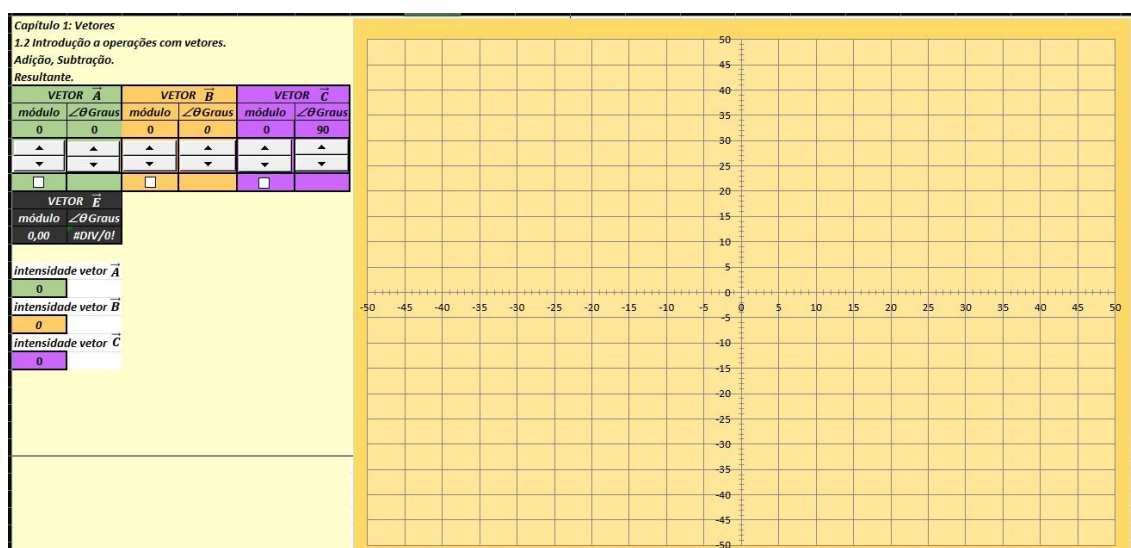 Capítulo 1: Vetores
1.2 Introdução a operações com vetores.
Adição, Subtração.
Resultante.
VETOR A VETOR B VETOR C
módulo ∠θGraus módulo ∠θGraus módulo ∠θGraus
0 0 0 0 0 90
VETOR E
módulo ∠θGraus
0,00 #DIV/0!
intensidade vetor A
0
intensidade vetor B
0
intensidade vetor C
0
50
45
40
35
30
25
20
15
10
5
0
-50 -45 -40 -35 -30 -25 -20 -15 -10 -5 0 5 10 15 20 25 30 35 40 45 50
-5
-10
-15
-20
-25
-30
-35
-40
-45
-50